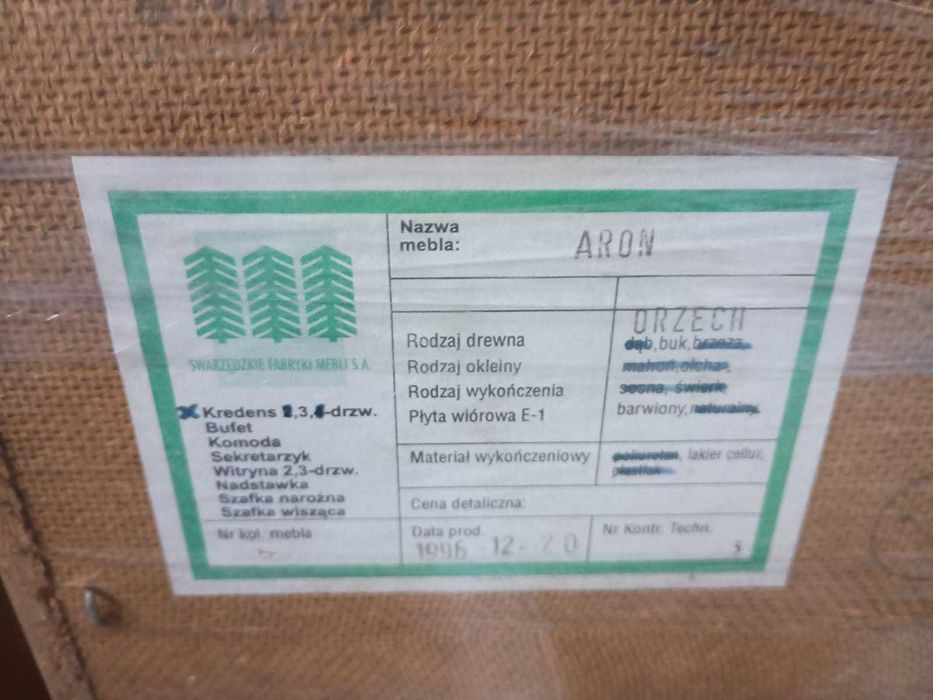 Nazwa
mebla:
ARON
SWARZĘDZKIE FABRYKI MEBLI S.A.
x Kredens 2,3,4-drzw.
Bufet
Komoda
Sekretarzyk
Witryna 2,3-drzw.
Nadstawka
Szafka narożna
Szafka wisząca
Nr kol. mebla
ORZECH
Rodzaj drewna
dąb, buk, brzoza,
Rodzaj okleiny
mahoń, olcha,
Rodzaj wykończenia
sosna, świerk,
Płyta wiórowa E-1
barwiony, naturalny,
Materiał wykończeniowy
poliuretan, lakier cellur,
Cena detaliczna:
Data prod.
1996 12-20
Nr Kontr. Techn.